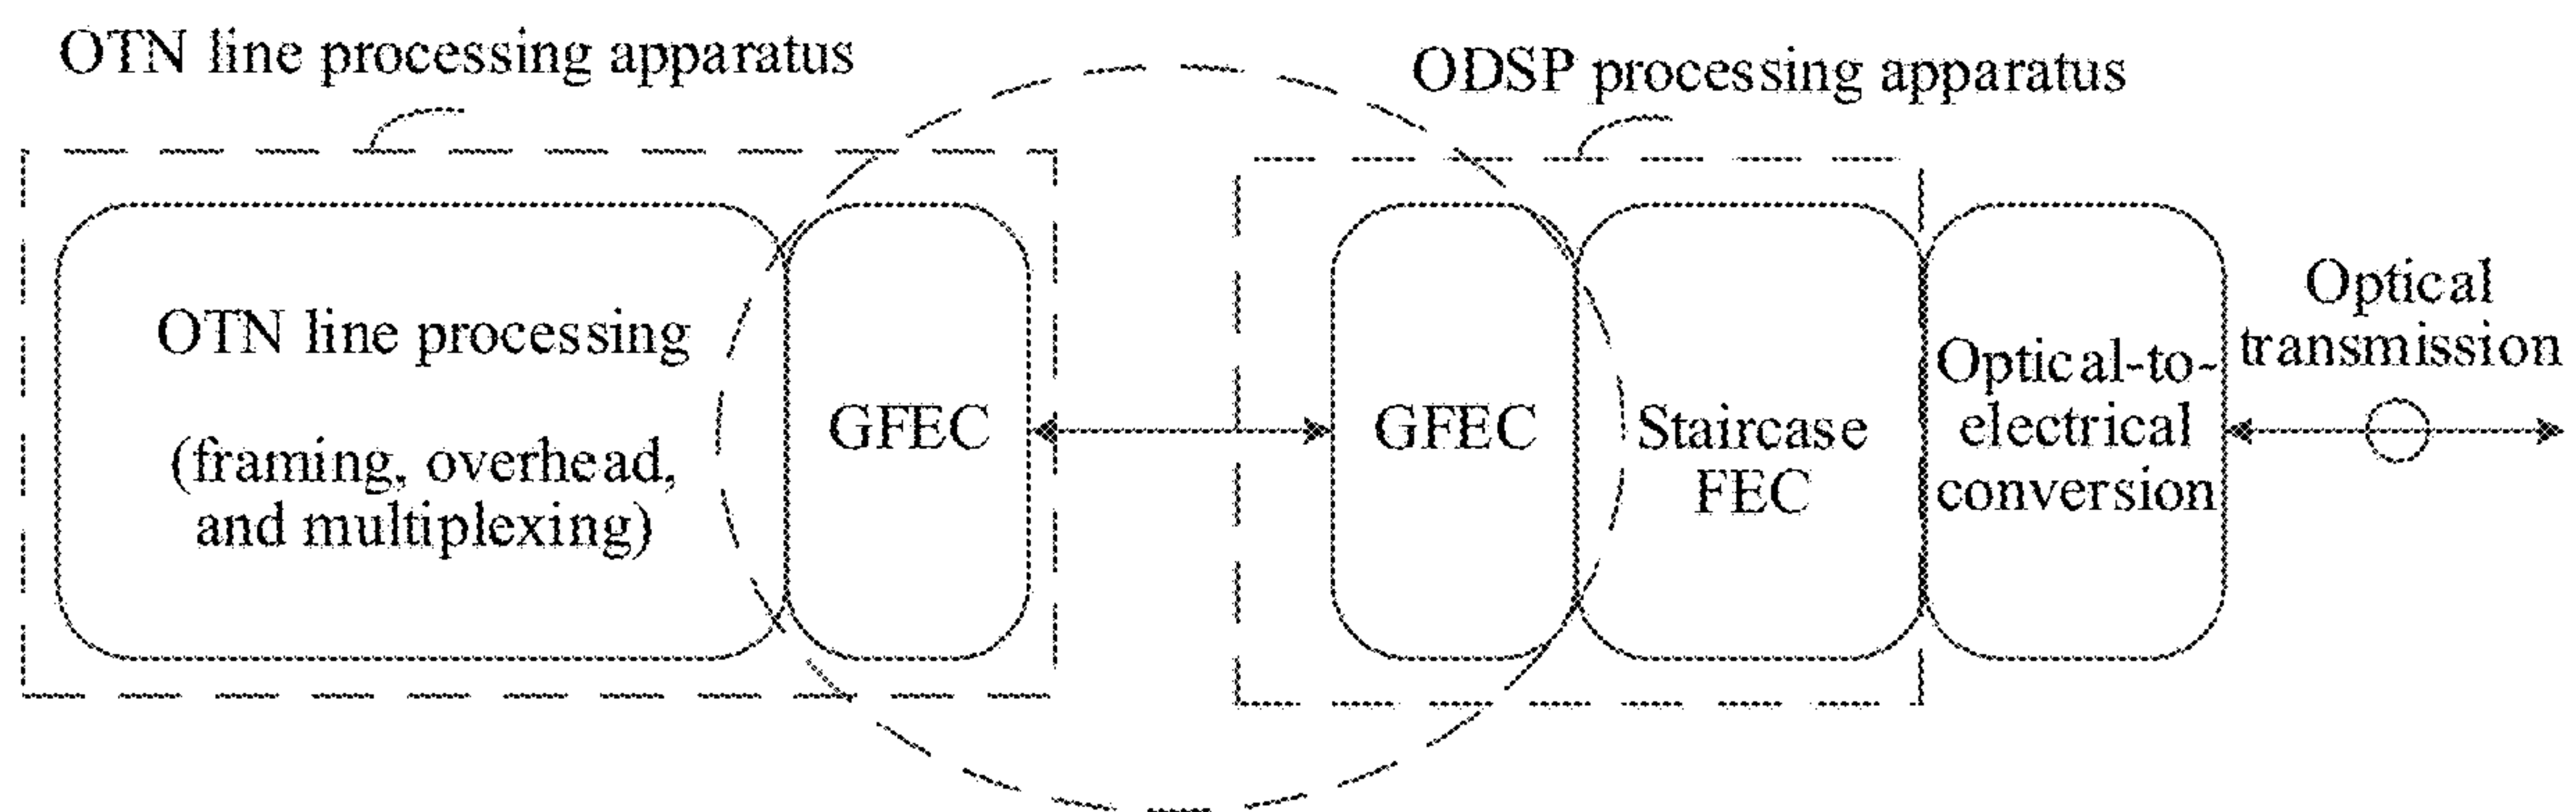 OTN line processing apparatus
ODSP processing apparatus
OTN line processing
(framing, overhead,
and multiplexing)
GFEC
GFEC
Staircase
FEC
Optical-to-
electrical
conversion
Optical
transmission